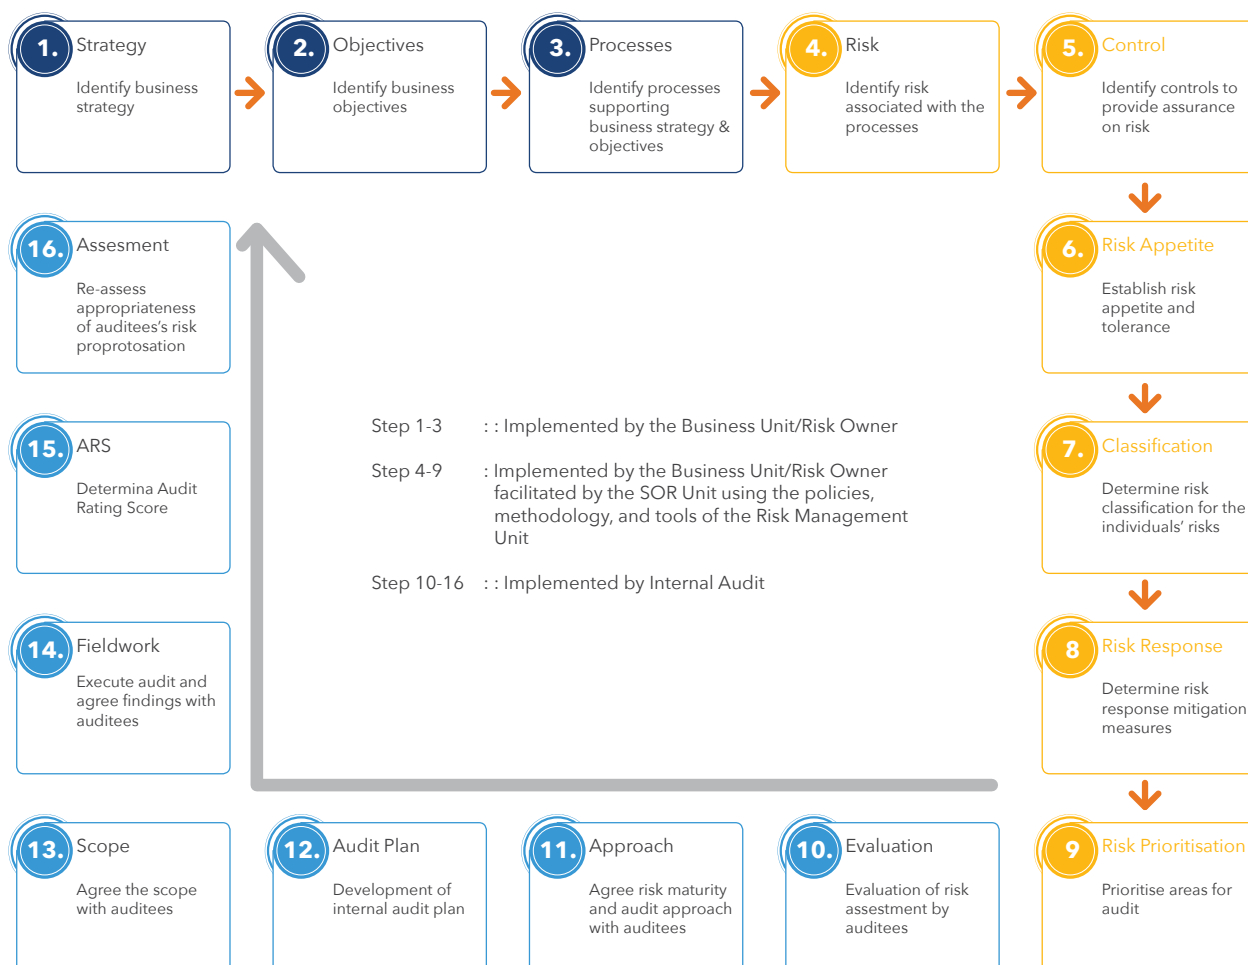 1. Strategy
Identify business
strategy
2. Objectives
Identify business
objectives
3. Processes
Identify processes
supporting
business strategy &
objectives
4. Risk
Identify risk
associated with the
processes
5. Control
Identify controls to
provide assurance
on risk
6. Risk Appetite
Establish risk
appetite and
tolerance
7. Classification
Determine risk
classification for the
individuals' risks
8 Risk Response
Determine risk
response mitigation
measures
9 Risk Prioritisation
Prioritise areas for
audit
10. Evaluation
Evaluation of risk
assestment by
auditees
11. Approach
Agree risk maturity
and audit approach
with auditees
12. Audit Plan
Development of
internal audit plan
13. Scope
Agree the scope
with auditees
14. Fieldwork
Execute audit and
agree findings with
auditees
15. ARS
Determina Audit
Rating Score
16. Assesment
Re-assess
appropriateness
of auditees's risk
proprotosation
Step 1-3 : : Implemented by the Business Unit/Risk Owner
Step 4-9 : Implemented by the Business Unit/Risk Owner
facilitated by the SOR Unit using the policies,
methodology, and tools of the Risk Management
Unit
Step 10-16 : : Implemented by Internal Audit